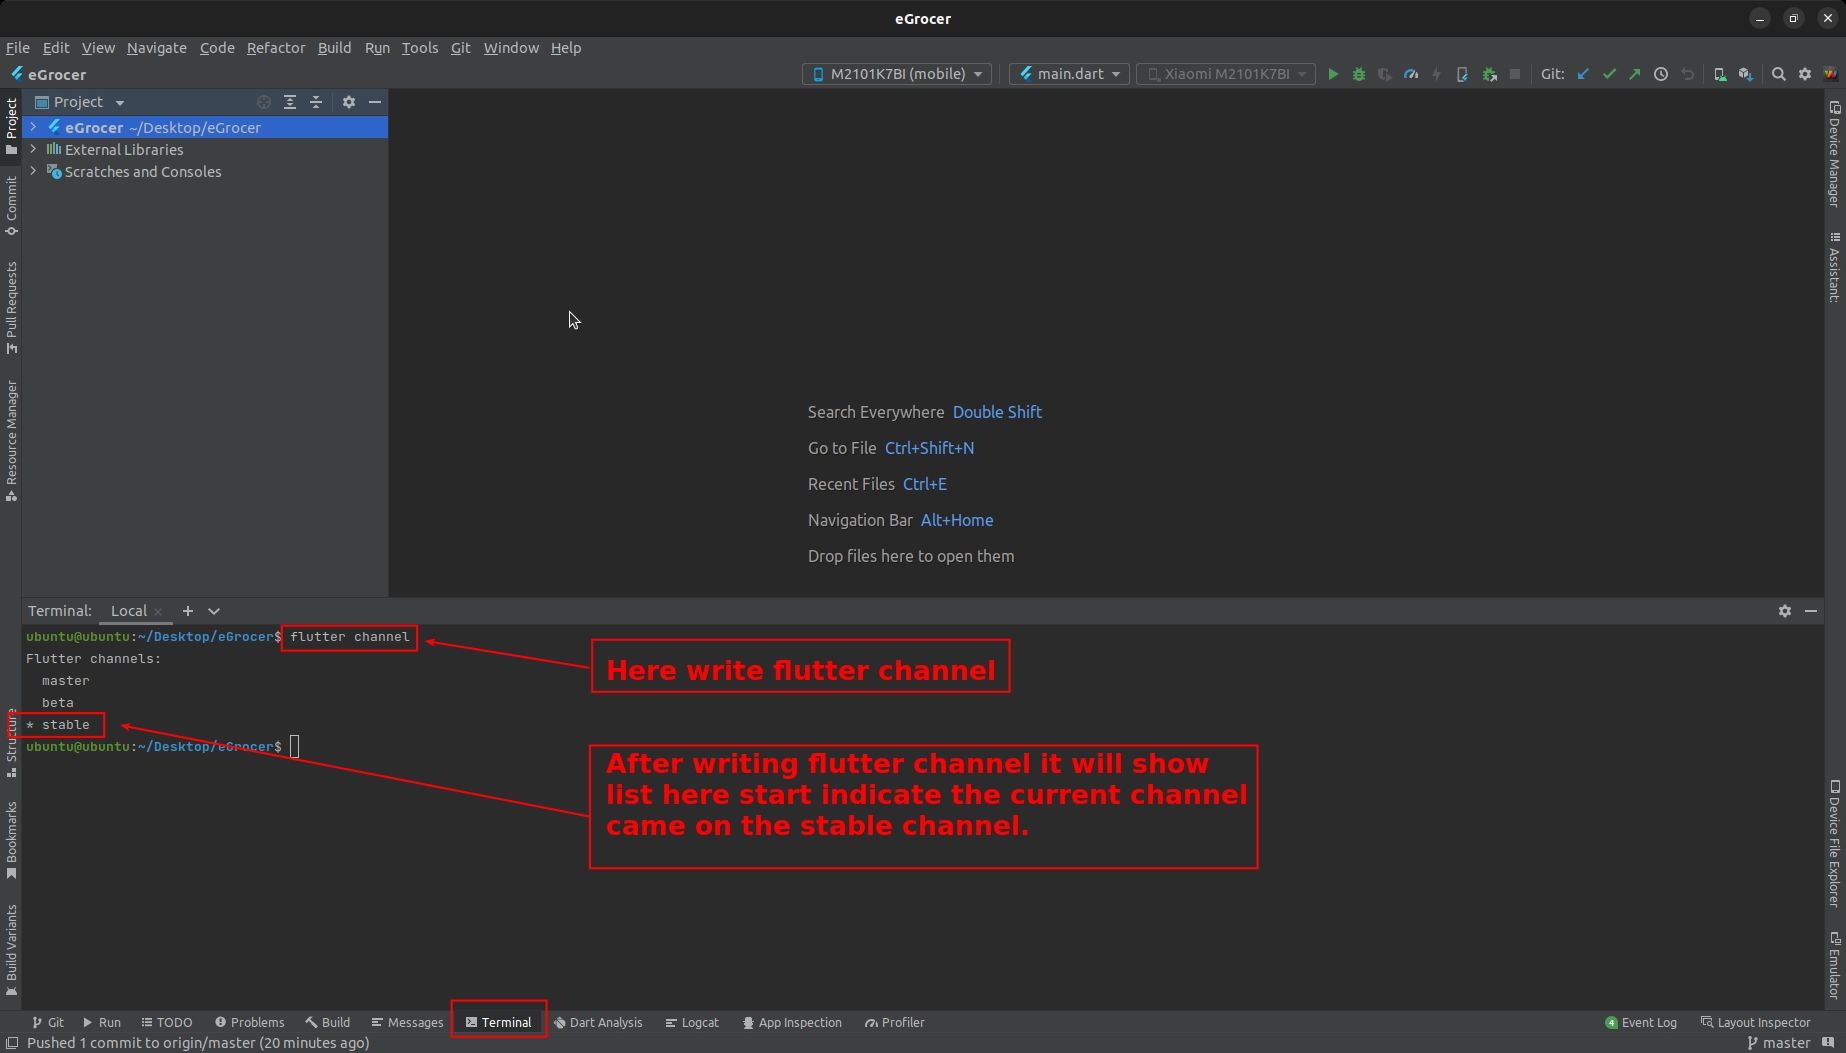 eGrocer
File Edit View Navigate Code Refactor Build Run Tools Git Window Help
eGrocer
M2101K7BI (mobile)
main.dart
Xiaomi M2101K7BI
Git:
Project
eGrocer ~/Desktop/eGrocer
External Libraries
Scratches and Consoles
Project
Commit
Pull Requests
Resource Manager
Structure
Bookmarks
Build Variants
Device Manager
Assistant:
Device File Explorer
Emulator
Search Everywhere Double Shift
Go to File Ctrl+Shift+N
Recent Files Ctrl+E
Navigation Bar Alt+Home
Drop files here to open them
Terminal: Local
ubuntu@ubuntu:~/Desktop/eGrocer$ flutter channel
Flutter channels:
master
beta
* stable
ubuntu@ubuntu:~/Desktop/eGrocer$
Here write flutter channel
After writing flutter channel it will show
list here start indicate the current channel
came on the stable channel.
Git Run TODO Problems Build Messages Terminal Dart Analysis Logcat App Inspection Profiler
4 Event Log Layout Inspector
Pushed 1 commit to origin/master (20 minutes ago)
master